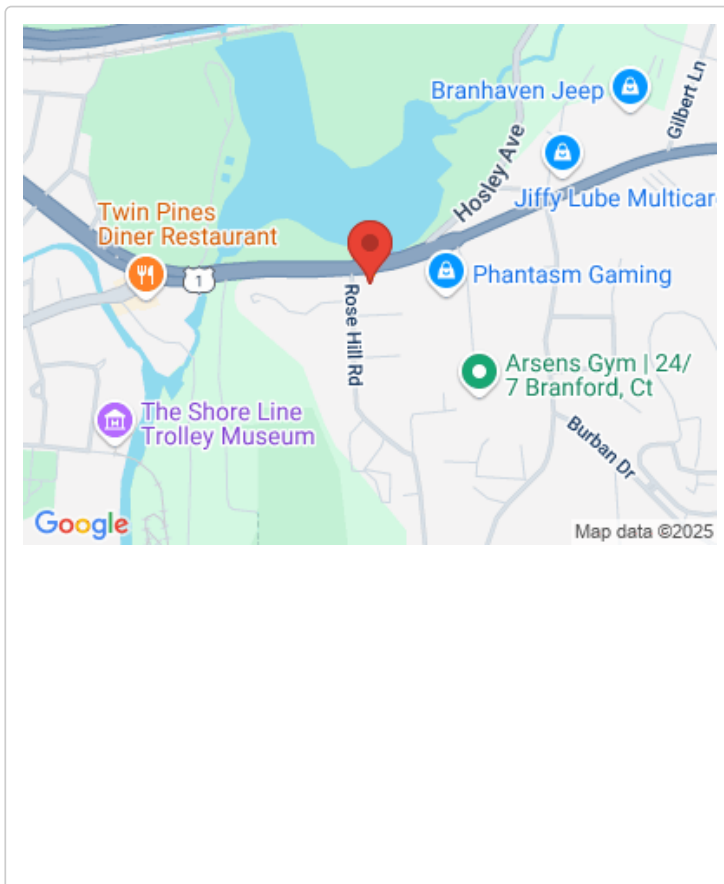 Branhaven Jeep
Gilbert Ln
Hosley Ave
Jiffy Lube Multicar
Twin Pines
Diner Restaurant
1
Phantasm Gaming
Rose Hill Rd
Arsens Gym | 24/
7 Branford, Ct
The Shore Line
Trolley Museum
Burban Dr
Google
Map data ©2025